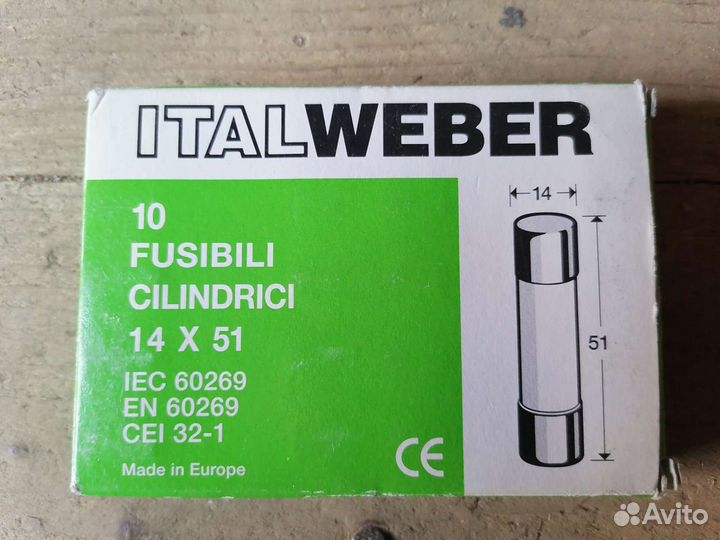 ITALWEBER
10
FUSIBILI
CILINDRICI
14 X 51
IEC 60269
EN 60269
CEI 32-1
Made in Europe
CE
14
51
Avito